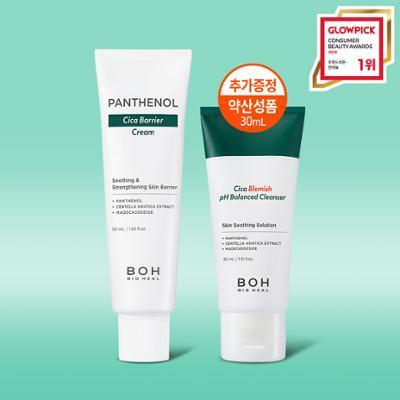 GLOWPICK
CONSUMER
BEAUTY AWARDS
1위
추가증정
약산성폼
30mL
PANTHENOL
Cica Barrier
Cream
Soothing &
Strengthening Skin Barrier
• PANTHENOL
• CENTELLA ASIATICA EXTRACT
• MADECASSOSIDE
BOH
BIO HEAL
Cica Blemish
pH Balanced Cleanser
Skin Soothing Solution
• PANTHENOL
• CENTELLA ASIATICA EXTRACT
• MADECASSOSIDE
BOH
BIO HEAL